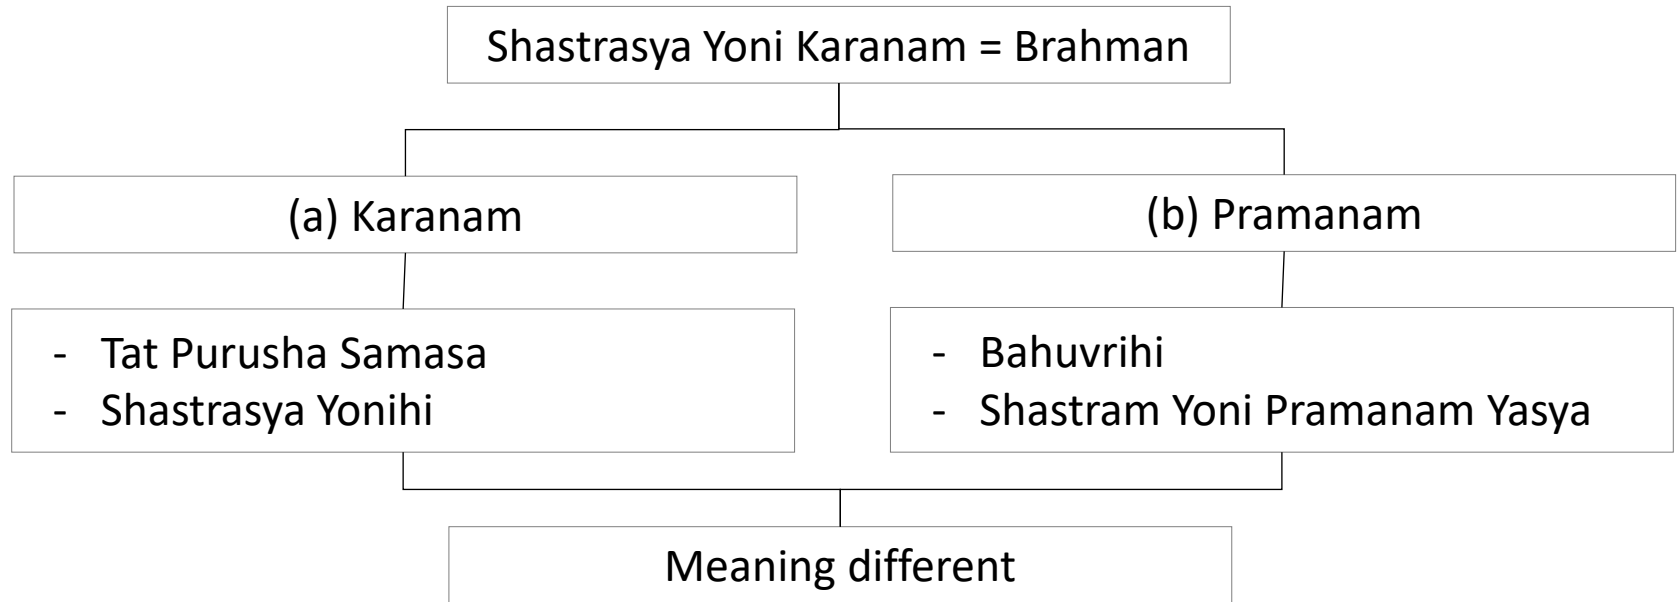 Shastrasya Yoni Karanam = Brahman
(a) Karanam
(b) Pramanam
- Tat Purusha Samasa
- Shastrasya Yonihi
- Bahuvrihi
- Shastram Yoni Pramanam Yasya
Meaning different